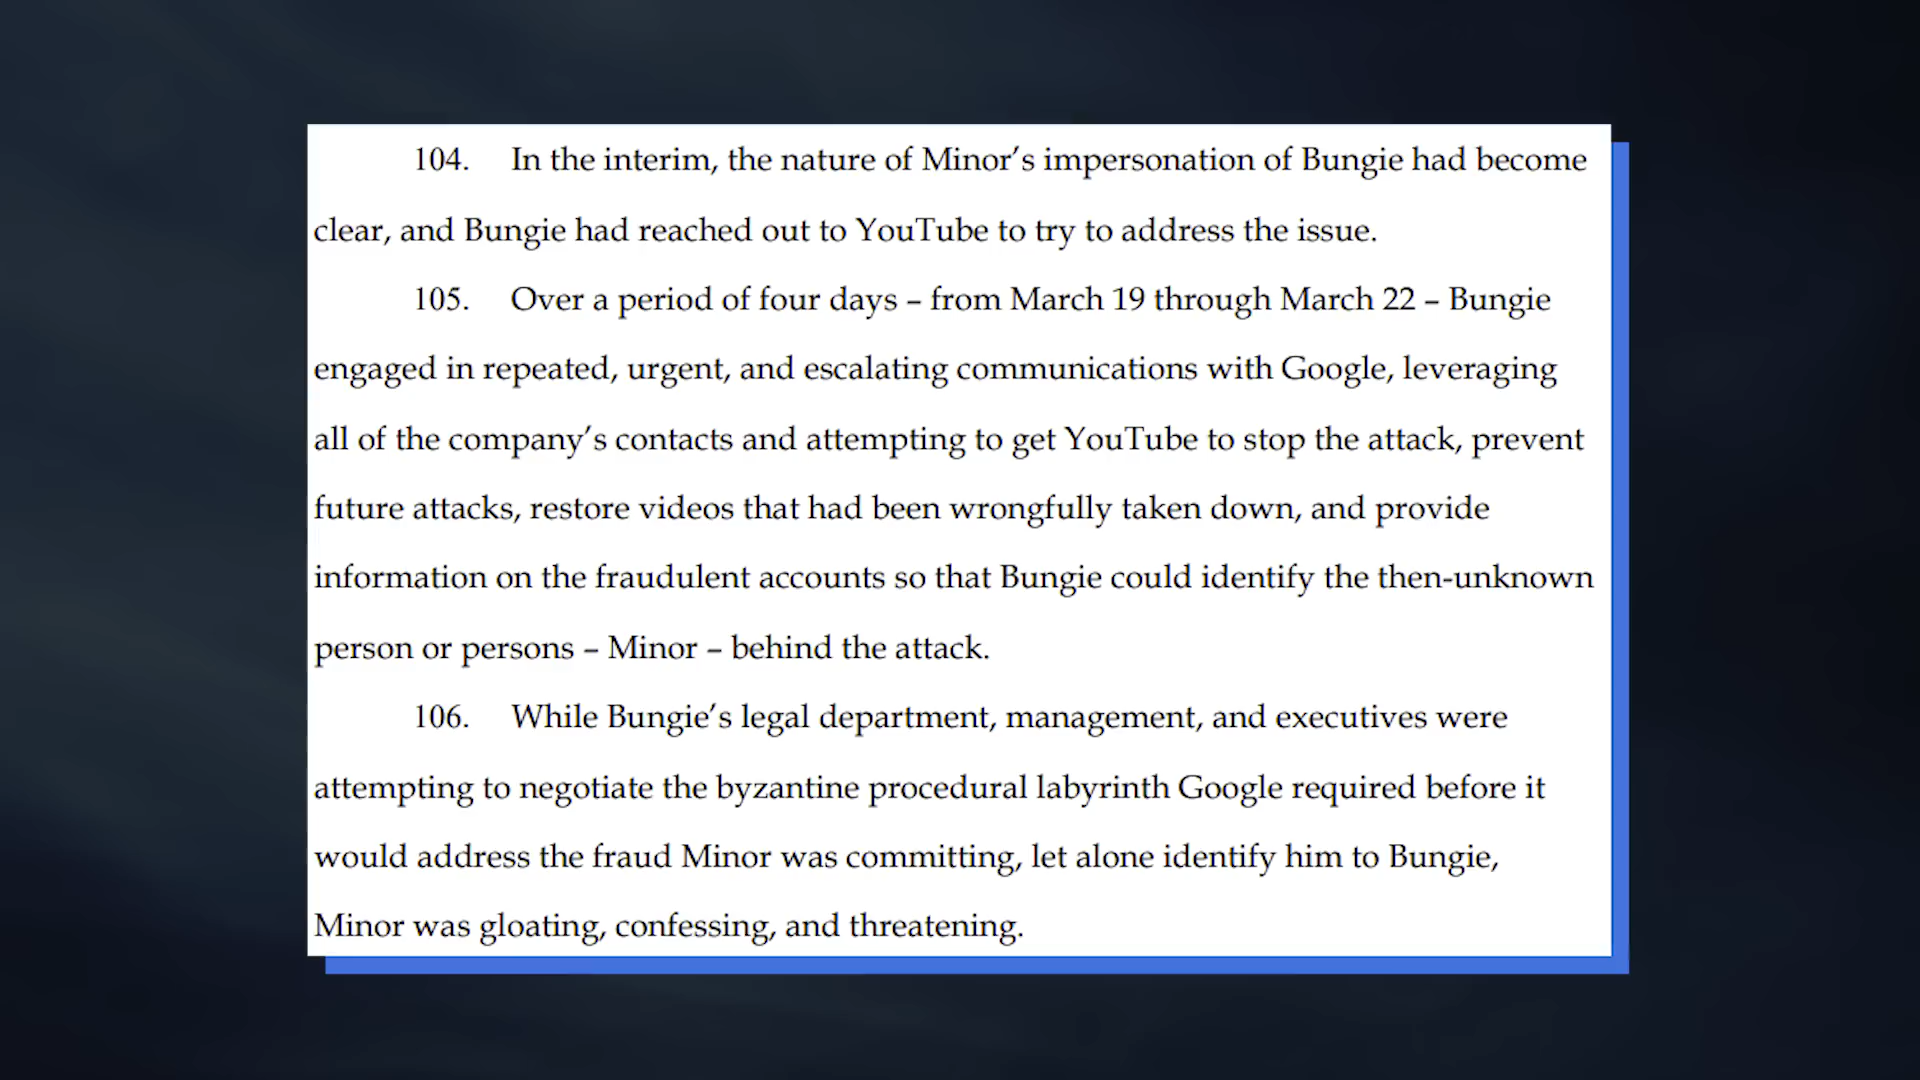 104. In the interim, the nature of Minor’s impersonation of Bungie had become
clear, and Bungie had reached out to YouTube to try to address the issue.
105. Over a period of four days – from March 19 through March 22 – Bungie
engaged in repeated, urgent, and escalating communications with Google, leveraging
all of the company’s contacts and attempting to get YouTube to stop the attack, prevent
future attacks, restore videos that had been wrongfully taken down, and provide
information on the fraudulent accounts so that Bungie could identify the then-unknown
person or persons – Minor – behind the attack.
106. While Bungie’s legal department, management, and executives were
attempting to negotiate the byzantine procedural labyrinth Google required before it
would address the fraud Minor was committing, let alone identify him to Bungie,
Minor was gloating, confessing, and threatening.